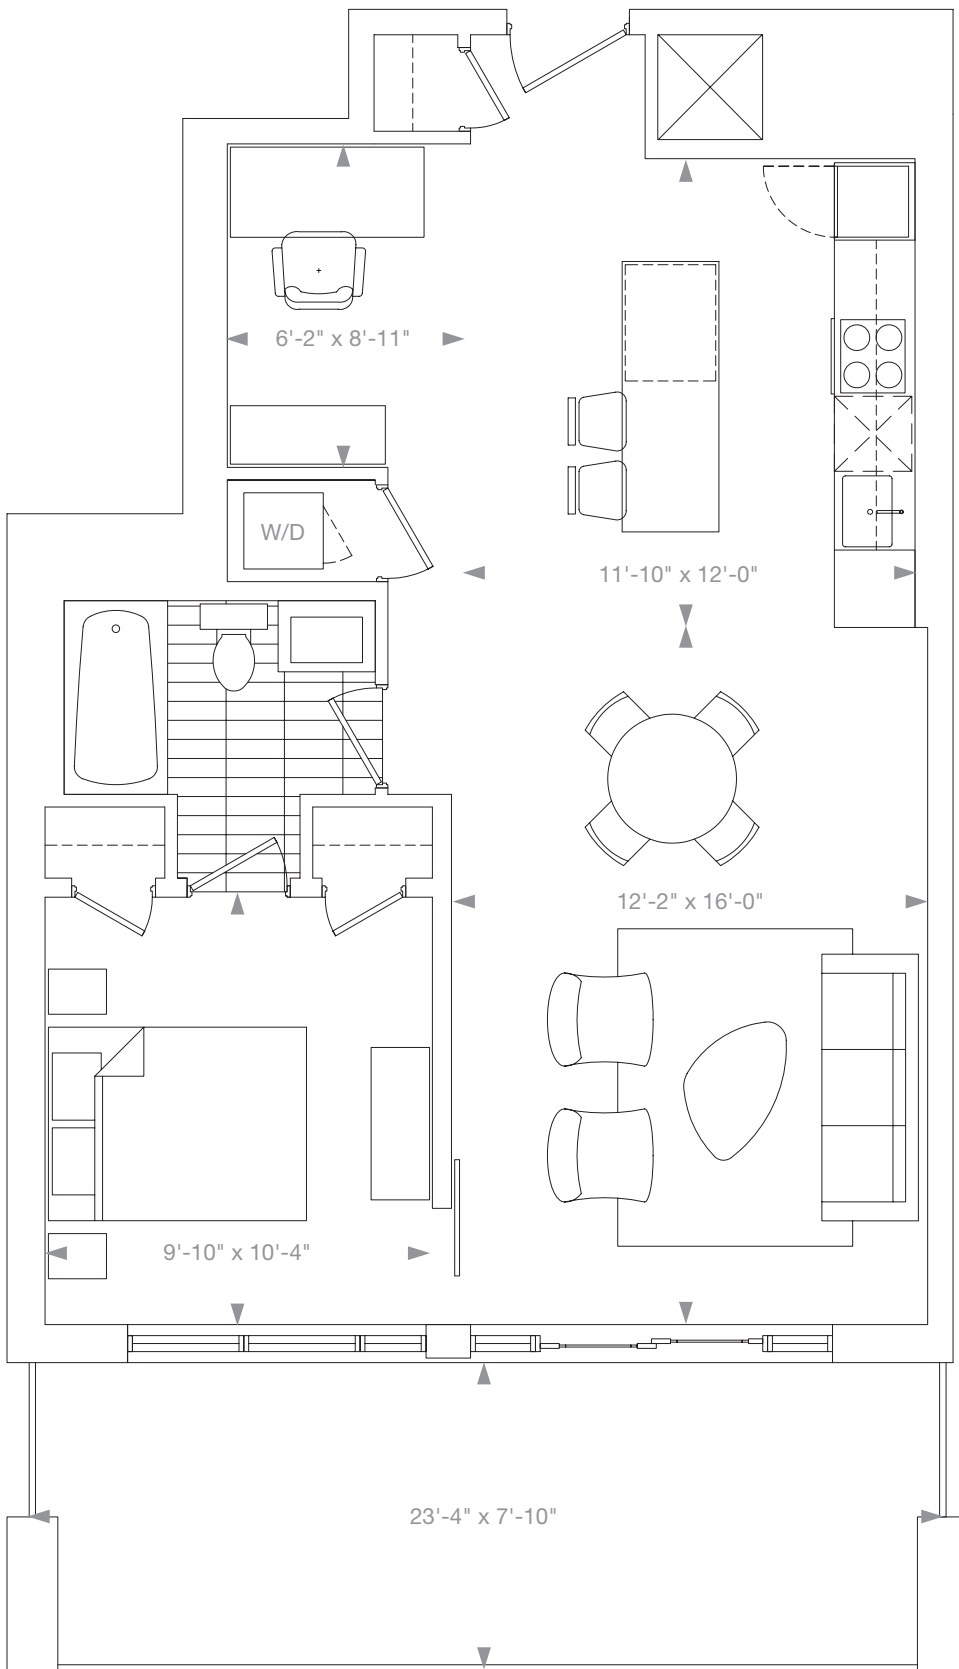 6'-2" x 8'-11"
W/D
11'-10" x 12'-0"
12'-2" x 16'-0"
9'-10" x 10'-4"
23'-4" x 7'-10"